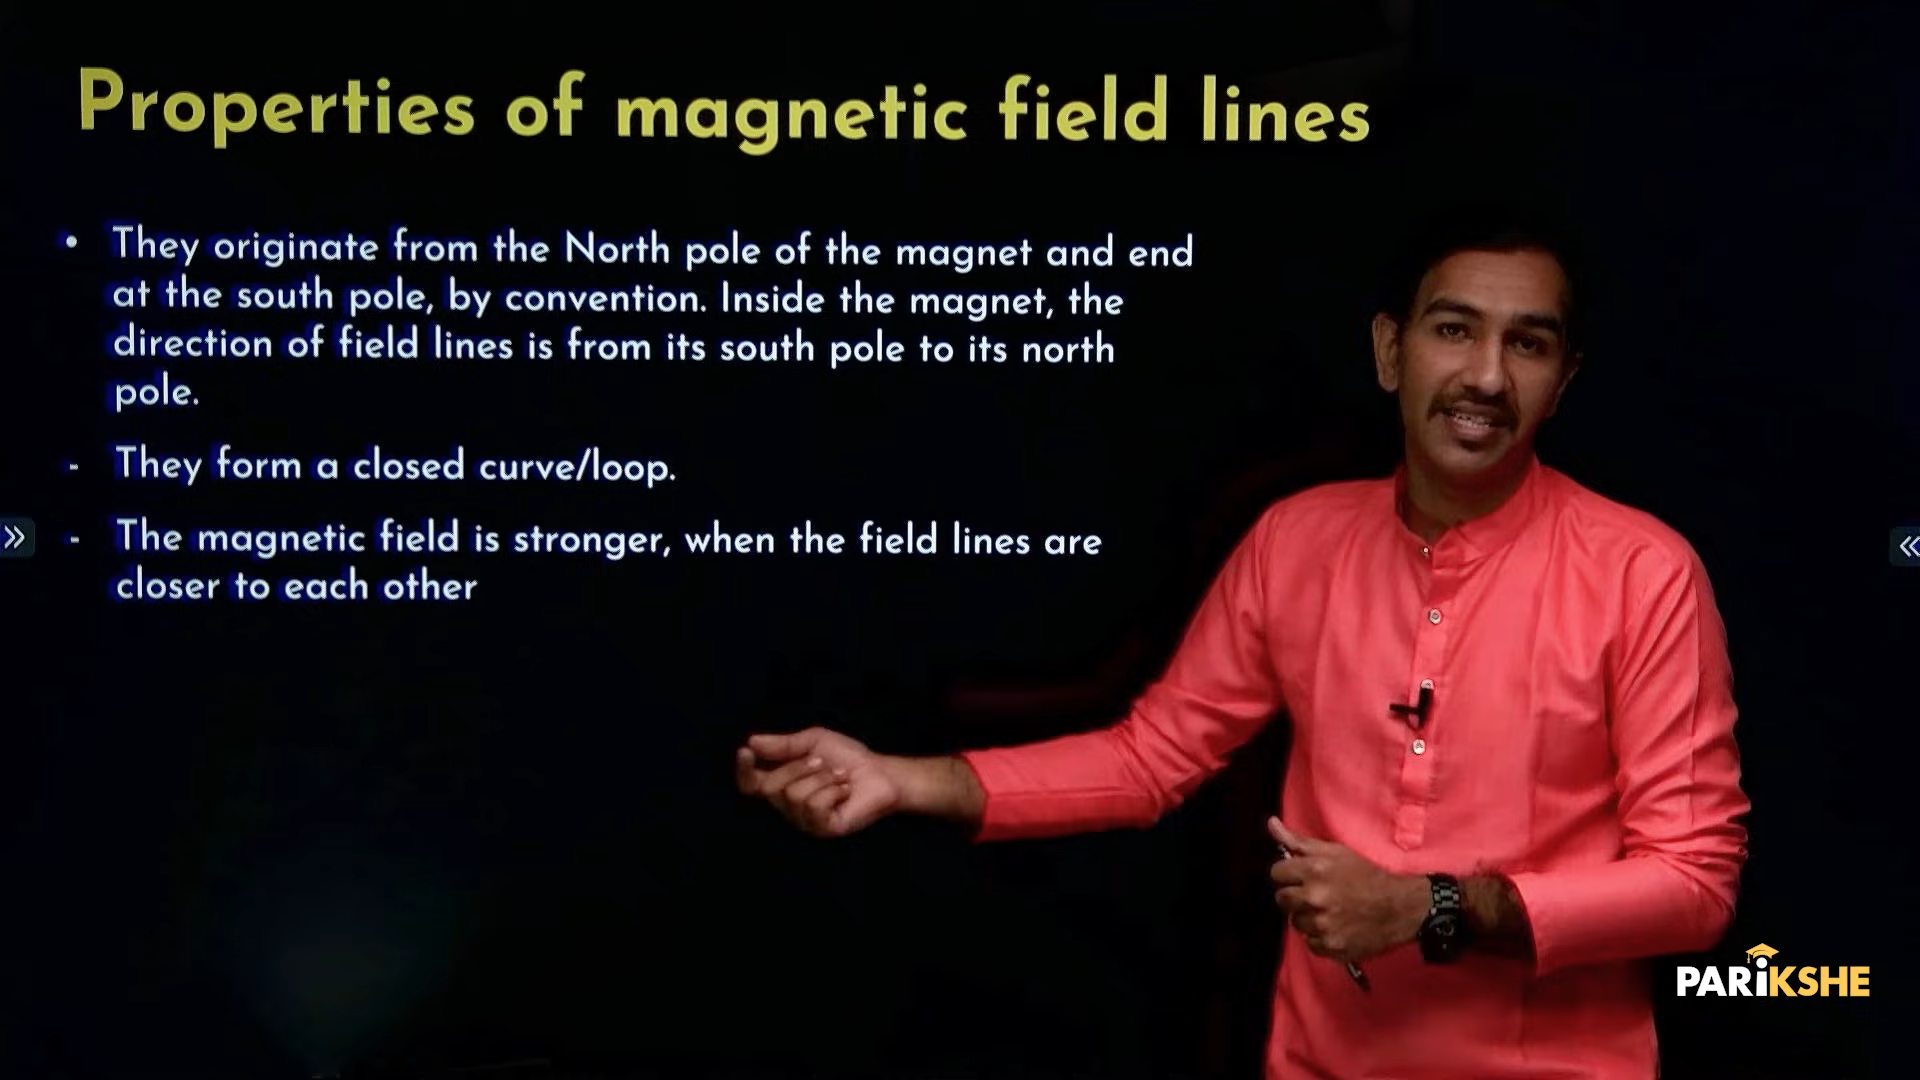 Properties of magnetic field lines
• They originate from the North pole of the magnet and end
at the south pole, by convention. Inside the magnet, the
direction of field lines is from its south pole to its north
pole.
- They form a closed curve/loop.
- The magnetic field is stronger, when the field lines are
closer to each other
PARiKSHE